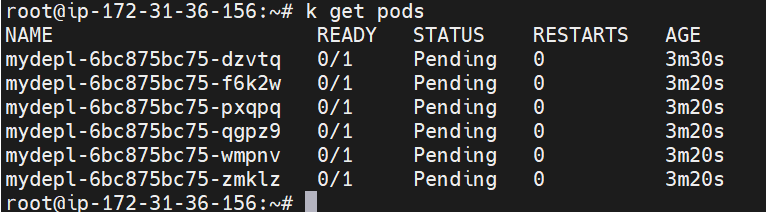 root@ip-172-31-36-156:~# k get pods
NAME                      READY   STATUS    RESTARTS   AGE
mydepl-6bc875bc75-dzvtq   0/1     Pending   0          3m30s
mydepl-6bc875bc75-f6k2w   0/1     Pending   0          3m20s
mydepl-6bc875bc75-pxqpq   0/1     Pending   0          3m20s
mydepl-6bc875bc75-qgpz9   0/1     Pending   0          3m20s
mydepl-6bc875bc75-wmpnv   0/1     Pending   0          3m20s
mydepl-6bc875bc75-zmklz   0/1     Pending   0          3m20s
root@ip-172-31-36-156:~#